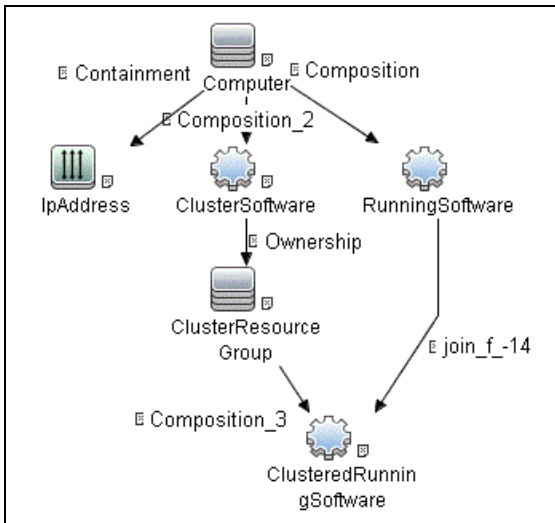 Containment
Composition
Computer
Composition_2
IpAddress
ClusterSoftware
RunningSoftware
Ownership
ClusterResource
Group
join_f_-14
Composition_3
ClusteredRunnin
gSoftware